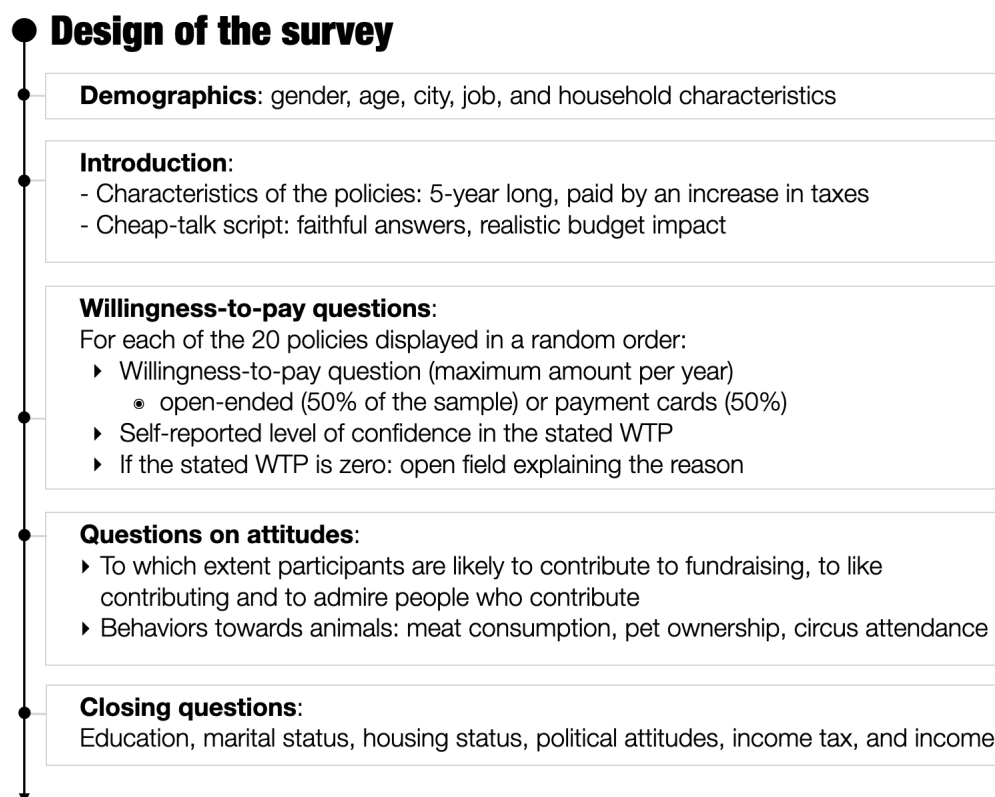 Design of the survey
Demographics: gender, age, city, job, and household characteristics
Introduction:
- Characteristics of the policies: 5-year long, paid by an increase in taxes
- Cheap-talk script: faithful answers, realistic budget impact
Willingness-to-pay questions:
For each of the 20 policies displayed in a random order:
Willingness-to-pay question (maximum amount per year)
open-ended (50% of the sample) or payment cards (50%)
Self-reported level of confidence in the stated WTP
If the stated WTP is zero: open field explaining the reason
Questions on attitudes:
To which extent participants are likely to contribute to fundraising, to like
contributing and to admire people who contribute
Behaviors towards animals: meat consumption, pet ownership, circus attendance
Closing questions:
Education, marital status, housing status, political attitudes, income tax, and income